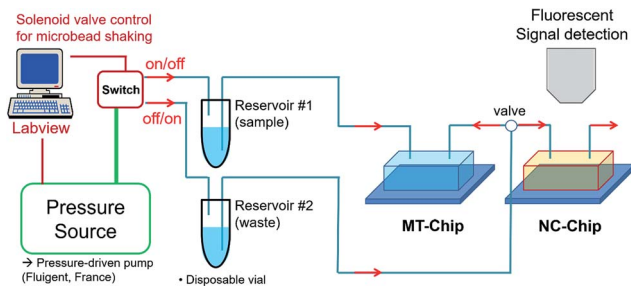 Solenoid valve control
for microbead shaking
Labview
Switch
on/off
off/on
Pressure
Source
→ Pressure-driven pump
(Fluigent, France)
Reservoir #1
(sample)
Reservoir #2
(waste)
• Disposable vial
MT-Chip
valve
Fluorescent
Signal detection
NC-Chip